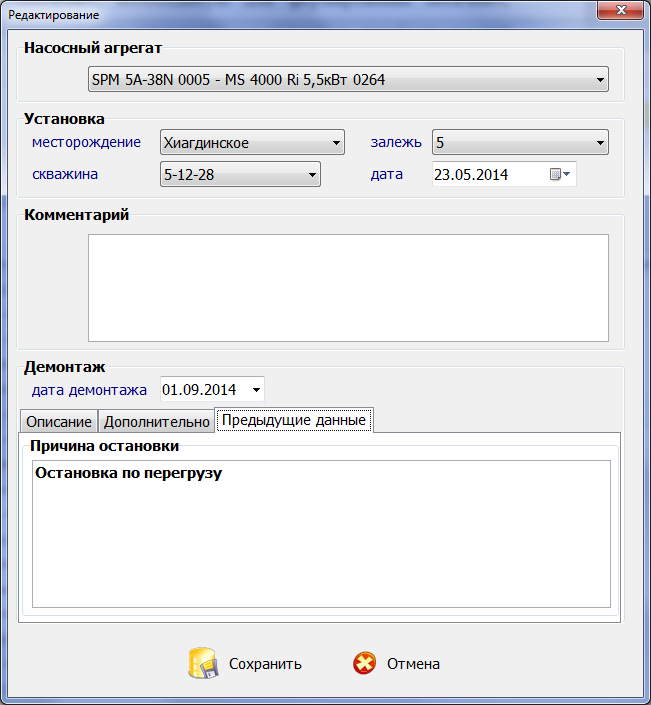 Редактирование
Насосный агрегат
SPM 5A-38N 0005 - MS 4000 Ri 5,5кВт 0264
Установка
месторождение Хиагдинское залежь 5
скважина 5-12-28 дата 23.05.2014
Комментарий
Демонтаж
дата демонтажа 01.09.2014
Описание Дополнительно Предыдущие данные
Причина остановки
Остановка по перегрузу
Сохранить Отмена